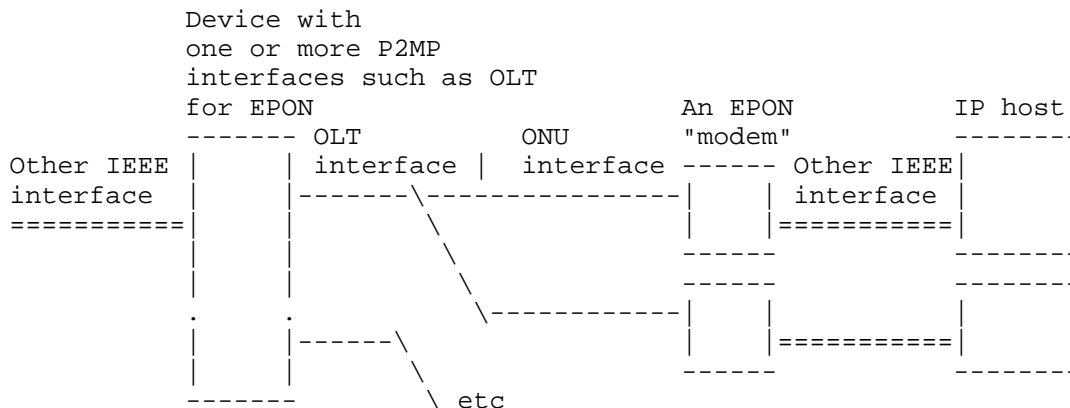 Device with
one or more P2MP
interfaces such as OLT
for EPON An EPON IP host
OLT ONU "modem"
Other IEEE interface | interface Other IEEE
interface interface
etc